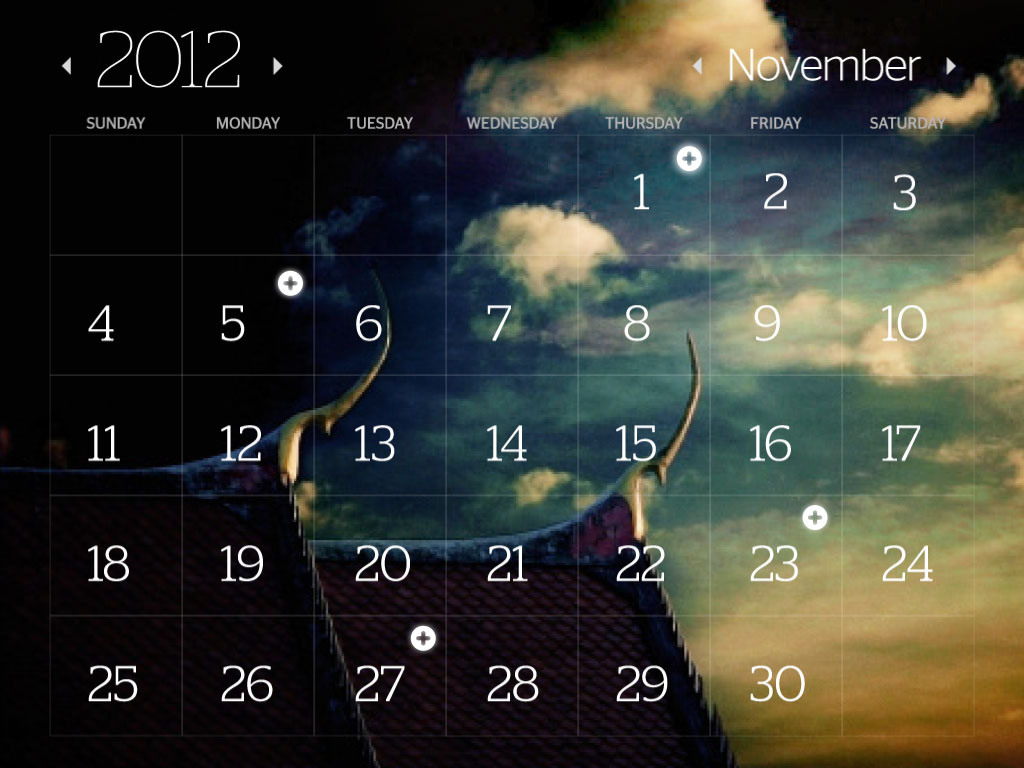 2012 November
SUNDAY MONDAY TUESDAY WEDNESDAY THURSDAY FRIDAY SATURDAY
1 2 3
4 5 6 7 8 9 10
11 12 13 14 15 16 17
18 19 20 21 22 23 24
25 26 27 28 29 30